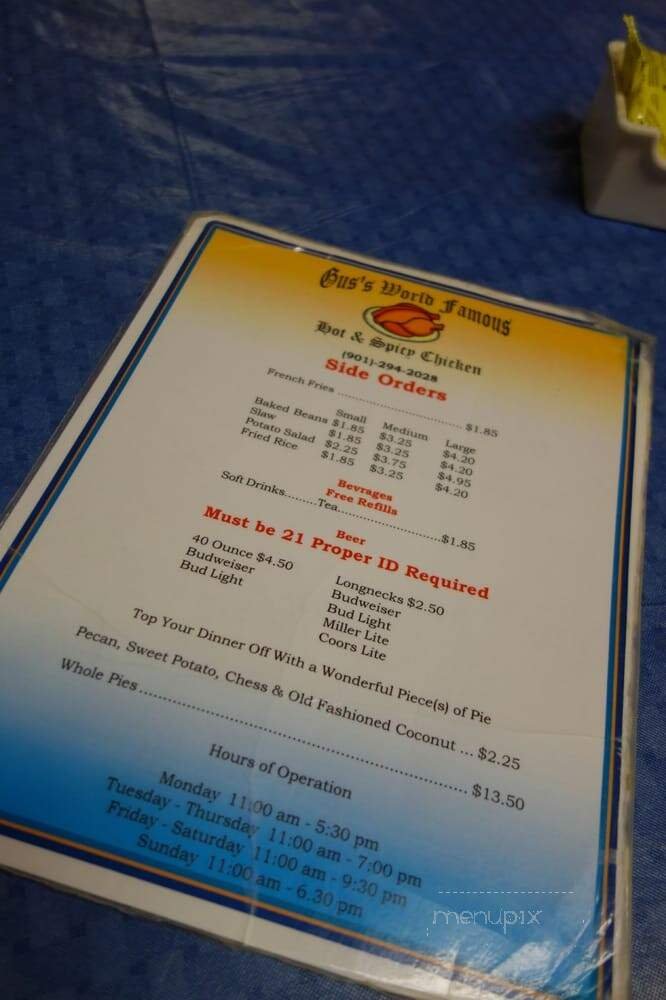 Gus's World Famous
Hot & Spicy Chicken
(901)-294-2028
Side Orders
French Fries ................................ $1.85
Small Medium Large
Baked Beans $1.85 $3.25 $4.20
Slaw $1.85 $3.25 $4.20
Potato Salad $2.25 $3.75 $4.95
Fried Rice $1.85 $3.25 $4.20
Bevrages
Free Refills
Soft Drinks.........Tea..........................$1.85
Beer
Must be 21 Proper ID Required
40 Ounce $4.50
Budweiser
Bud Light
Longnecks $2.50
Budweiser
Bud Light
Miller Lite
Coors Lite
Top Your Dinner Off With a Wonderful Piece(s) of Pie
Pecan, Sweet Potato, Chess & Old Fashioned Coconut ... $2.25
Whole Pies.......................................................... $13.50
Hours of Operation
Monday 11:00 am - 5:30 pm
Tuesday - Thursday 11:00 am - 7:00 pm
Friday - Saturday 11:00 am - 9:30 pm
Sunday 11:00 am - 6.30 pm
menupix